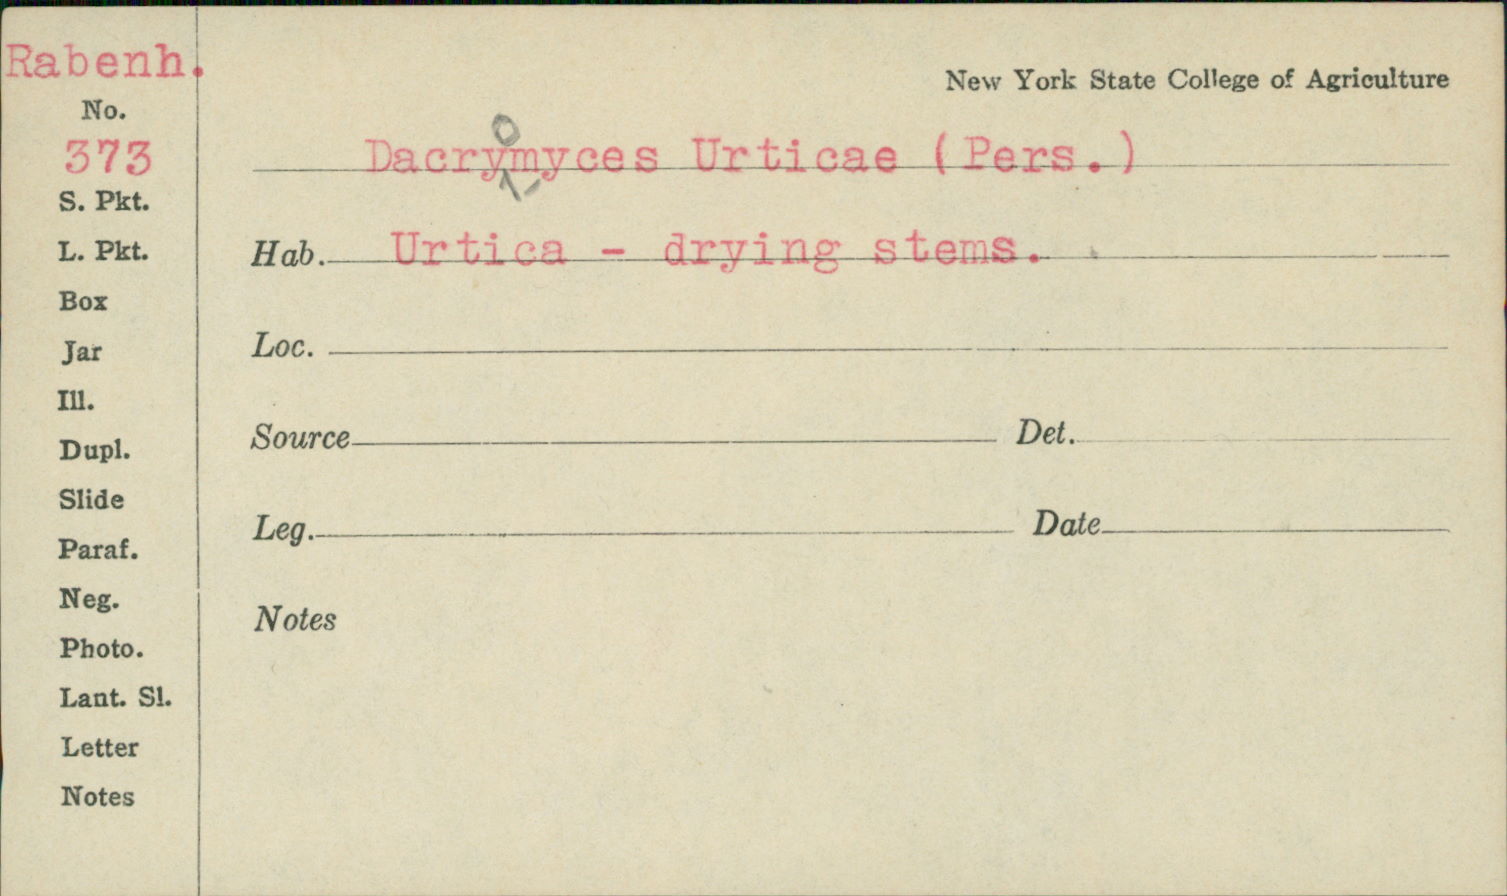 Rabenh.
No.
373
S. Pkt.
L. Pkt.
Box
Jar
Ill.
Dupl.
Slide
Paraf.
Neg.
Photo.
Lant. Sl.
Letter
Notes
New York State College of Agriculture
o
Dacrymyces Urticae (Pers.)
Hab. Urtica - drying stems.
Loc.
Source Det.
Leg. Date
Notes